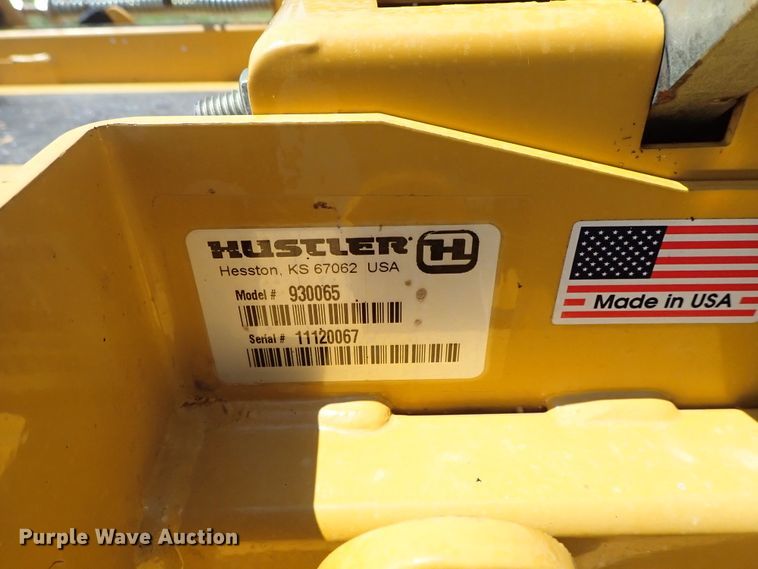 HUSTLER® H
Hesston, KS 67062 USA
Model # 930065
Serial # 11120067
Made in USA
Purple Wave Auction